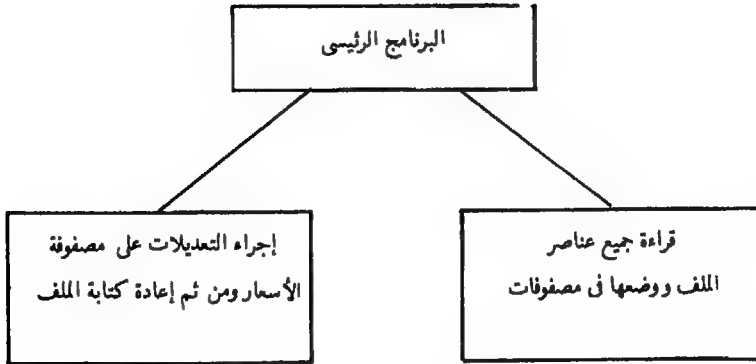 البرنامج الرئيسى
قراءة جميع عناصر
الملف ووضعها فى مصفوفات
إجراء التعديلات على مصفوفة
الأسعار ومن ثم إعادة كتابة الملف